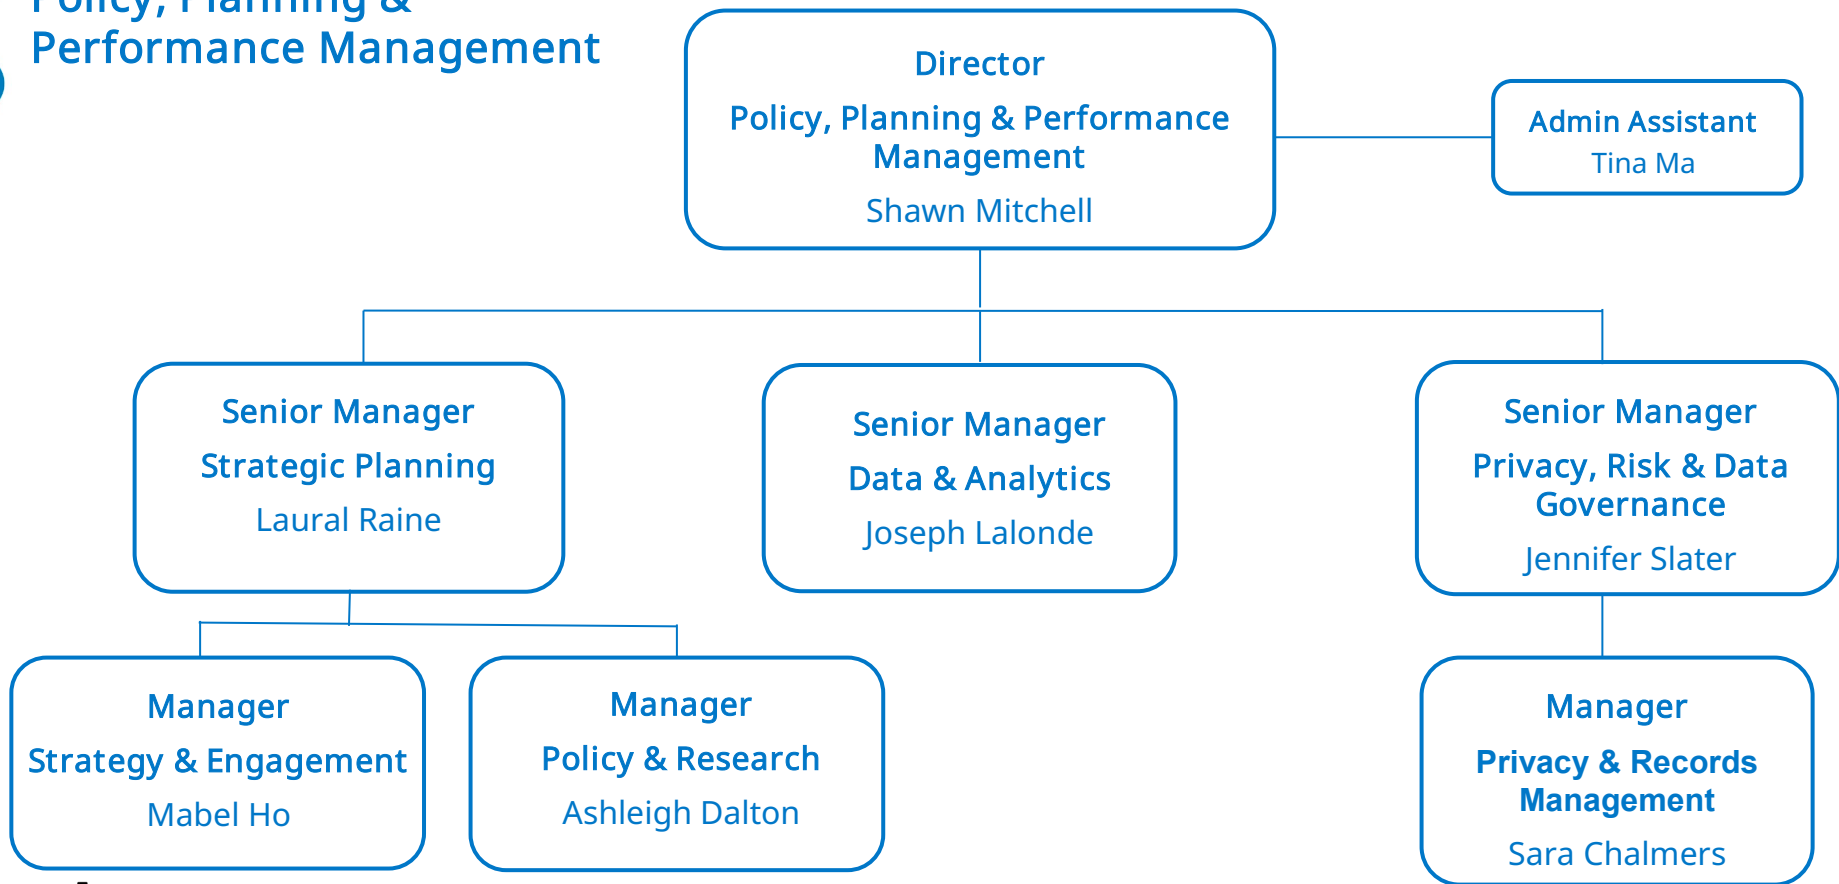 Policy, Planning &
Performance Management
Director
Policy, Planning & Performance
Management
Shawn Mitchell
Admin Assistant
Tina Ma
Senior Manager
Strategic Planning
Laural Raine
Senior Manager
Data & Analytics
Joseph Lalonde
Senior Manager
Privacy, Risk & Data
Governance
Jennifer Slater
Manager
Strategy & Engagement
Mabel Ho
Manager
Policy & Research
Ashleigh Dalton
Manager
Privacy & Records
Management
Sara Chalmers